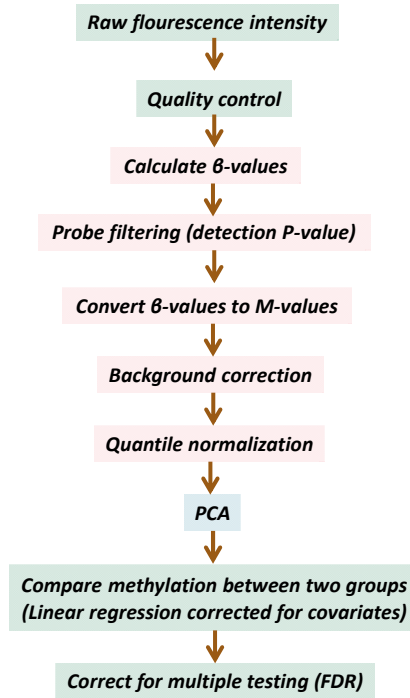 Raw flourescence intensity
Quality control
Calculate β-values
Probe filtering (detection P-value)
Convert β-values to M-values
Background correction
Quantile normalization
PCA
Compare methylation between two groups
(Linear regression corrected for covariates)
Correct for multiple testing (FDR)